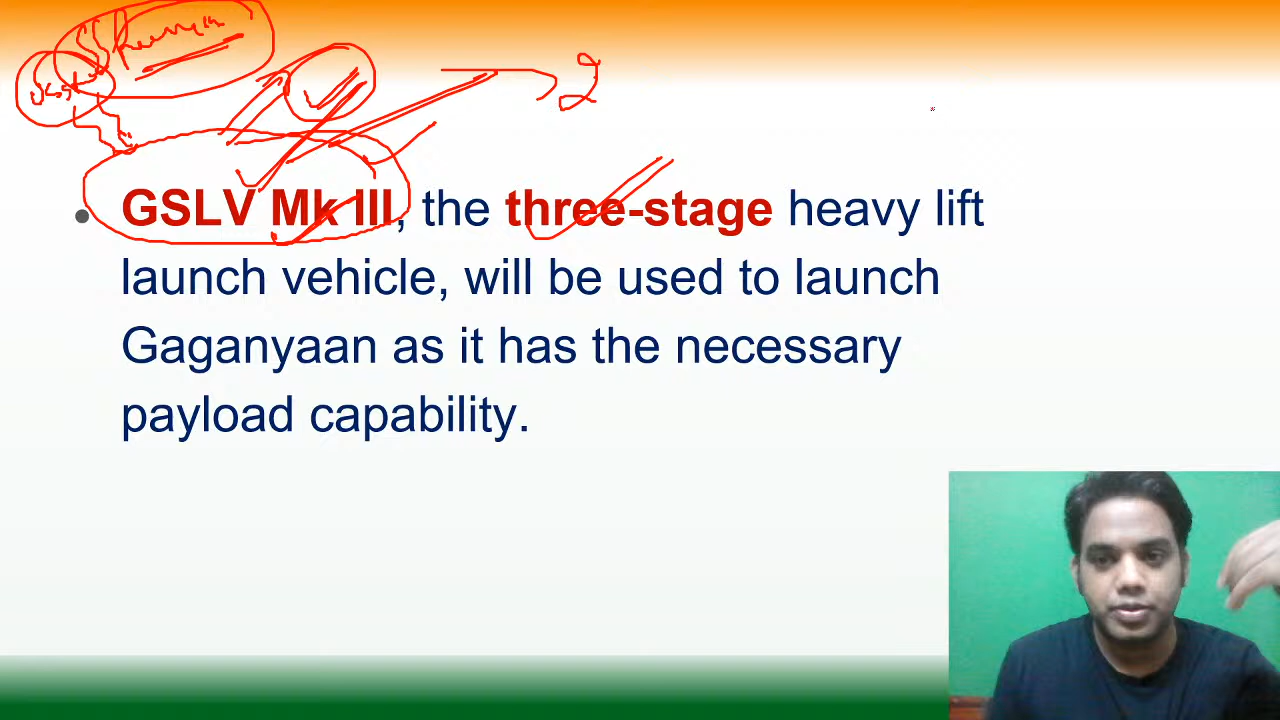 2
GSLV Mk III, the three-stage heavy lift
launch vehicle, will be used to launch
Gaganyaan as it has the necessary
payload capability.